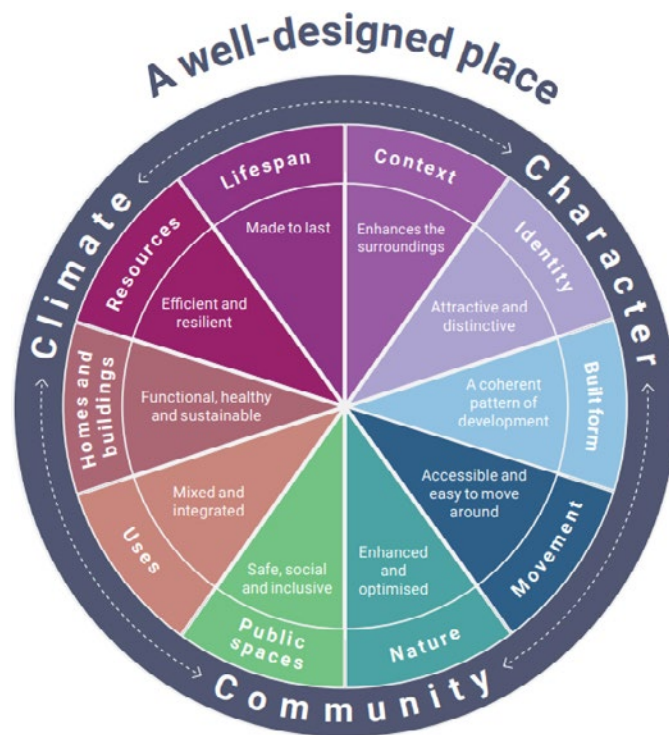 A well-designed place
Climate
Character
Community
Context
Enhances the
surroundings
Identity
Attractive and
distinctive
Built form
A coherent
pattern of
development
Movement
Accessible and
easy to move
around
Nature
Enhanced
and
optimised
Public
spaces
Safe, social
and inclusive
Uses
Mixed and
integrated
Homes and
buildings
Functional, healthy
and sustainable
Resources
Efficient and
resilient
Lifespan
Made to last